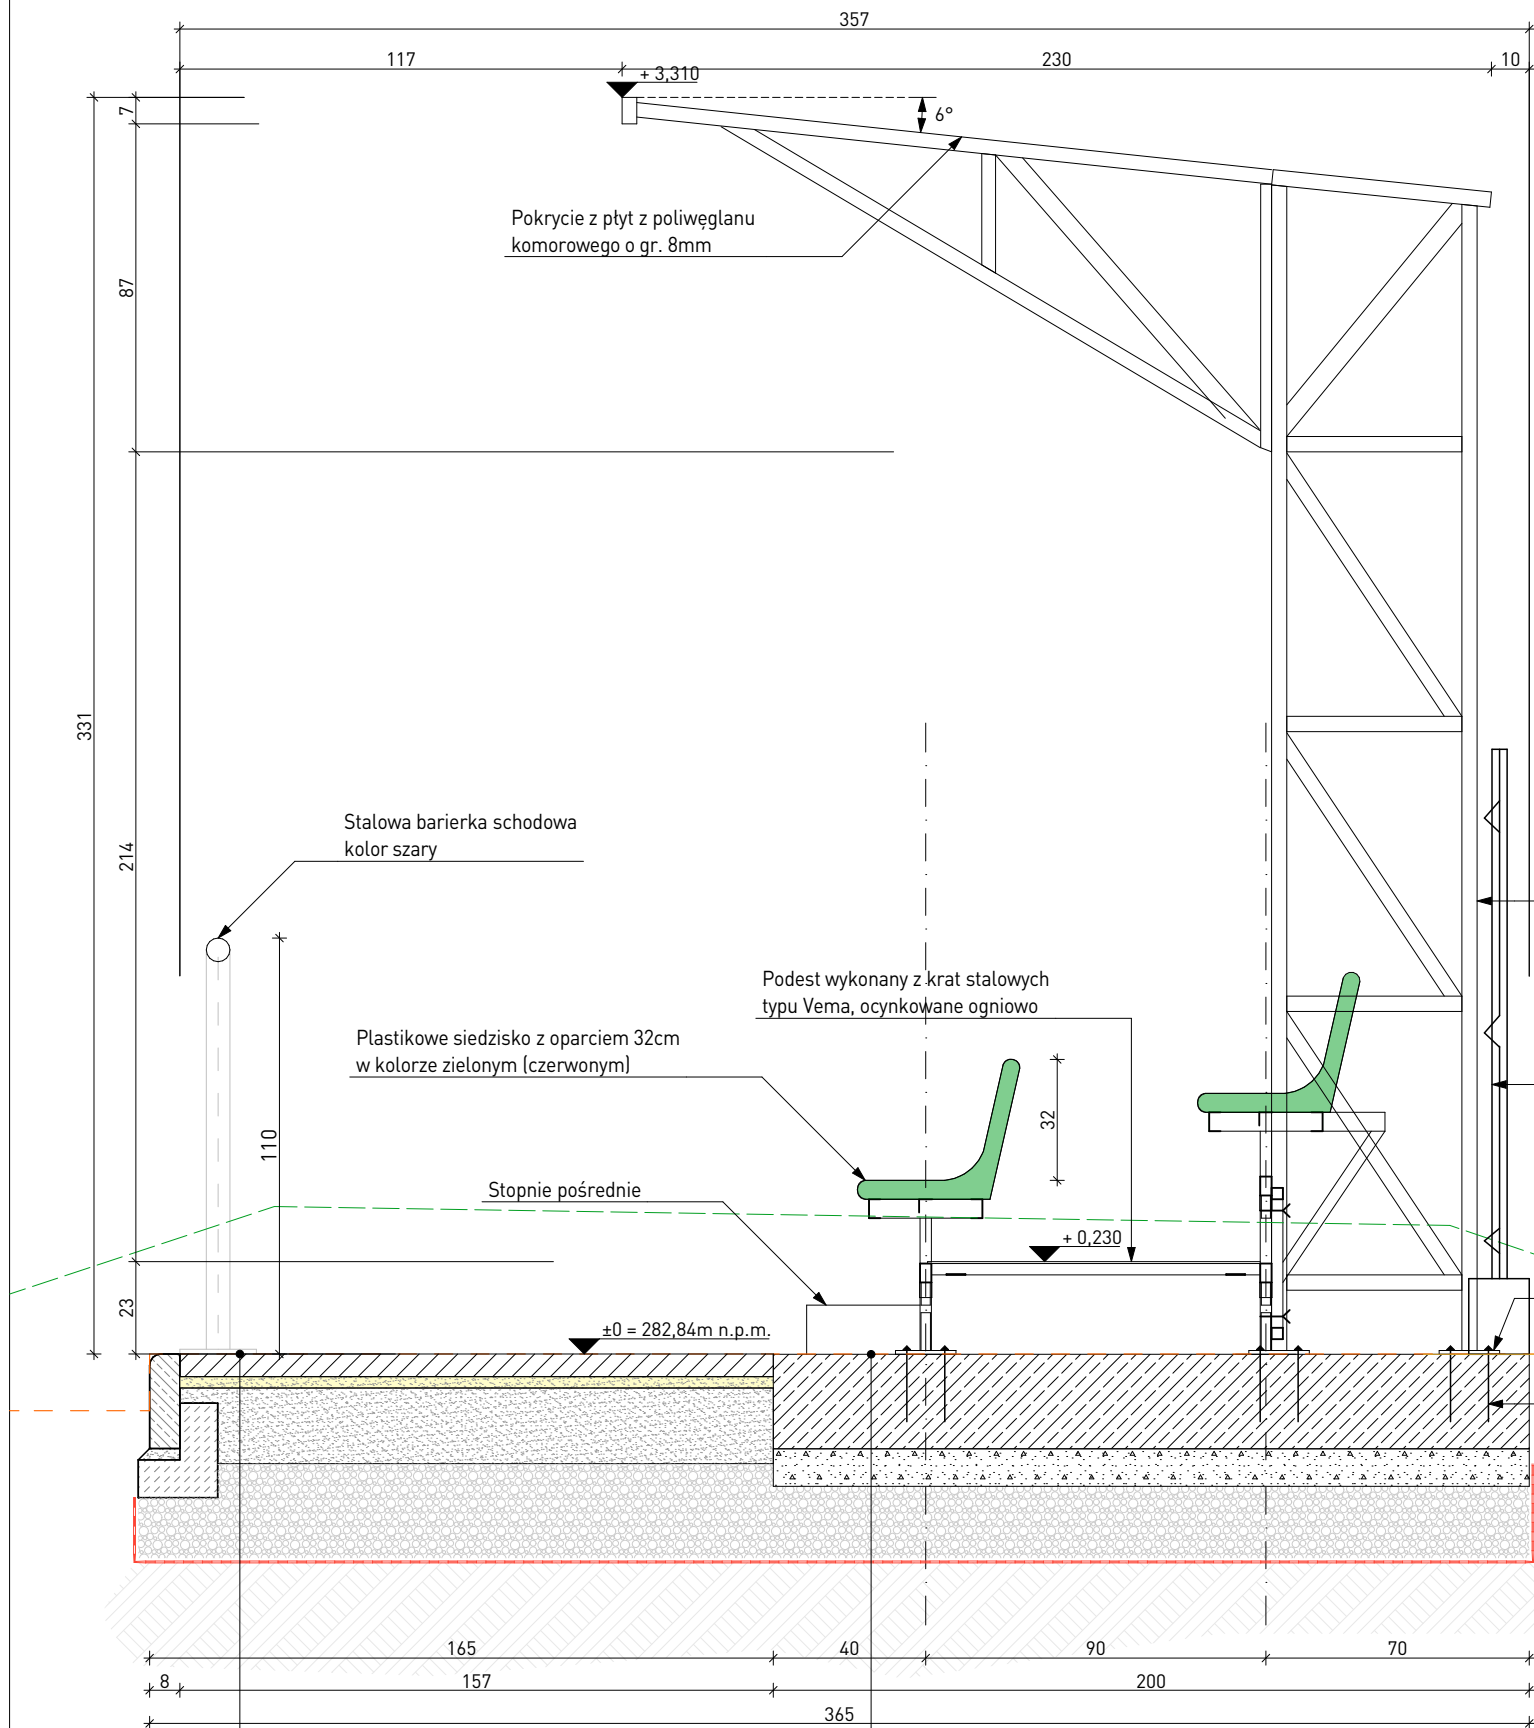 357
117
230
10
+ 3,310
7
6°
Pokrycie z płyt z poliwęglanu
komorowego o gr. 8mm
87
331
Stalowa barierka schodowa
kolor szary
214
Podest wykonany z krat stalowych
typu Vema, ocynkowane ogniowo
Plastikowe siedzisko z oparciem 32cm
w kolorze zielonym (czerwonym)
32
110
Stopnie pośrednie
+ 0,230
23
±0 = 282,84m n.p.m.
165
40
90
70
8
157
200
365